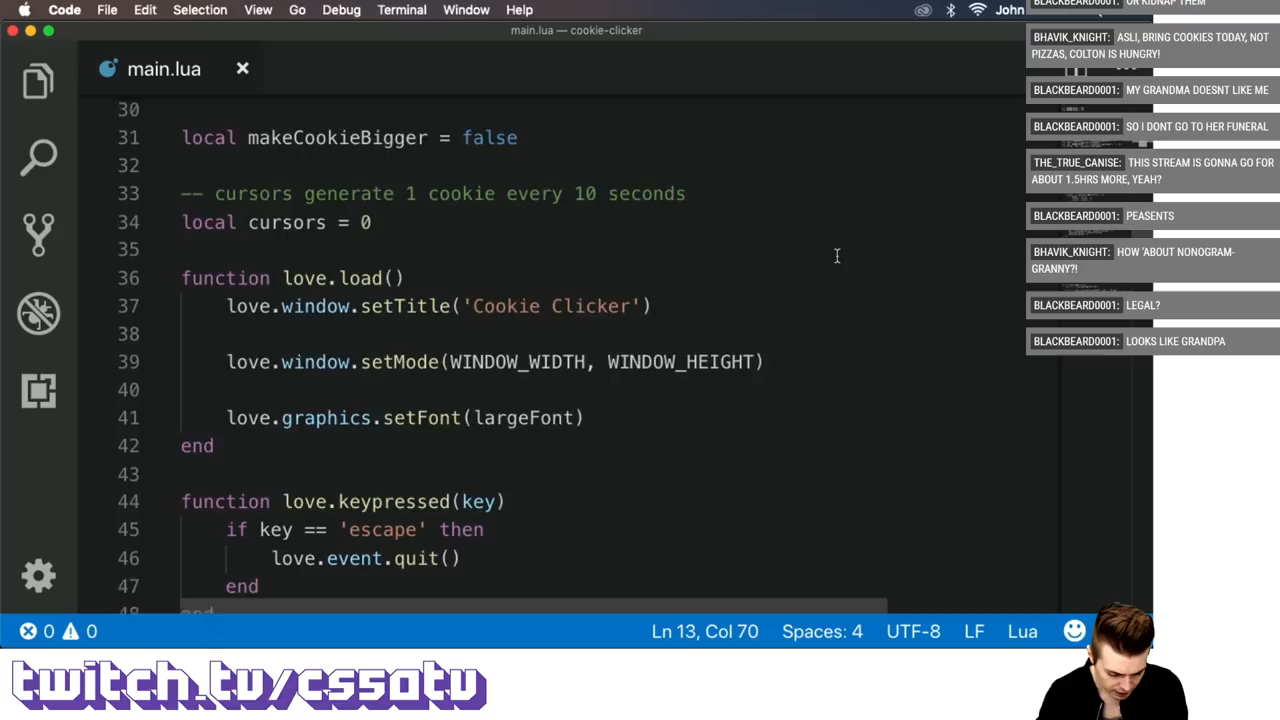 Code File Edit Selection View Go Debug Terminal Window Help John
main.lua — cookie-clicker
main.lua
30
31 local makeCookieBigger = false
32
33 -- cursors generate 1 cookie every 10 seconds
34 local cursors = 0
35
36 function love.load()
37 love.window.setTitle('Cookie Clicker')
38
39 love.window.setMode(WINDOW_WIDTH, WINDOW_HEIGHT)
40
41 love.graphics.setFont(largeFont)
42 end
43
44 function love.keypressed(key)
45 if key == 'escape' then
46 love.event.quit()
47 end
48 end
0 0 Ln 13, Col 70 Spaces: 4 UTF-8 LF Lua
BLACKBEARD0001: OR KIDNAP THEM
BHAVIK_KNIGHT: ASLI, BRING COOKIES TODAY, NOT
PIZZAS, COLTON IS HUNGRY!
BLACKBEARD0001: MY GRANDMA DOESNT LIKE ME
BLACKBEARD0001: SO I DONT GO TO HER FUNERAL
THE_TRUE_CANISE: THIS STREAM IS GONNA GO FOR
ABOUT 1.5HRS MORE, YEAH?
BLACKBEARD0001: PEASENTS
BHAVIK_KNIGHT: HOW 'ABOUT NONOGRAM-
GRANNY?!
BLACKBEARD0001: LEGAL?
BLACKBEARD0001: LOOKS LIKE GRANDPA
twitch.tv/cs50tv